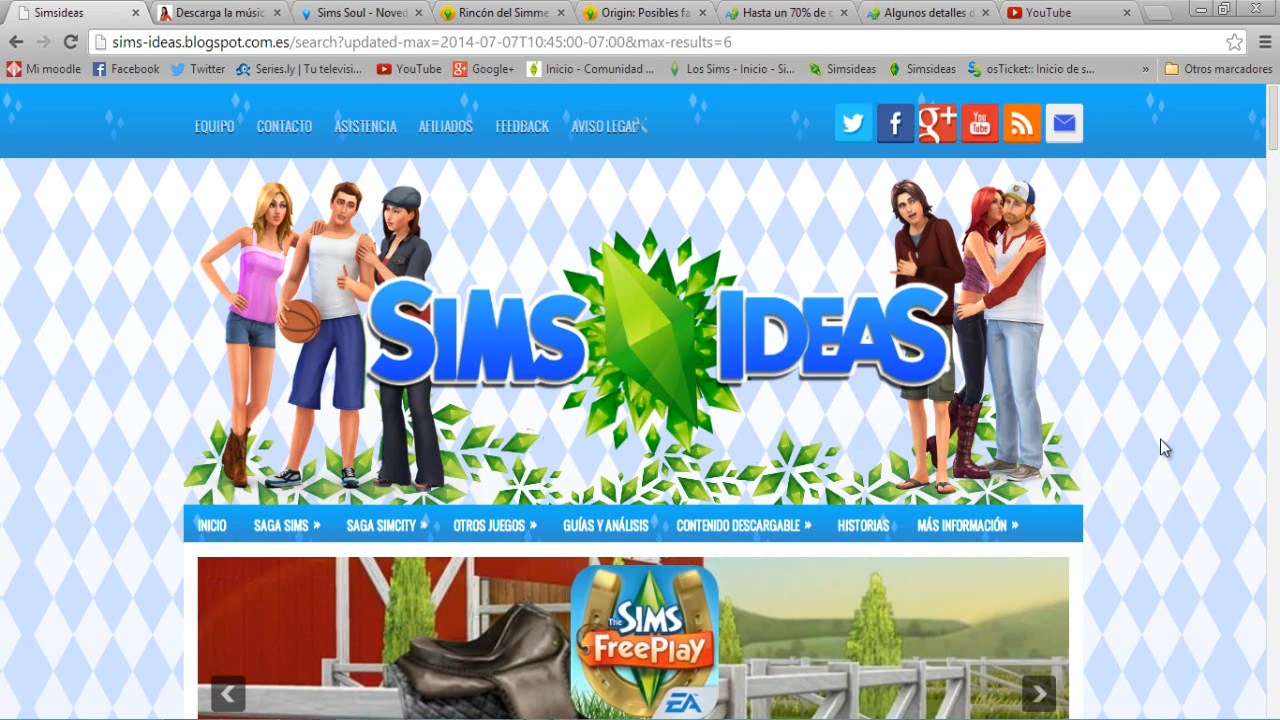 Simsideas
Descarga la músic
Sims Soul - Noved
Rincón del Simme
Origin: Posibles fa
Hasta un 70% de c
Algunos detalles d
YouTube
sims-ideas.blogspot.com.es/search?updated-max=2014-07-07T10:45:00-07:00&max-results=6
Mi moodle
Facebook
Twitter
Series.ly | Tu televisi...
YouTube
Google+
Inicio - Comunidad ...
Los sims - Inicio - Si...
Simsideas
Simsideas
osTicket:: Inicio de s...
»
Otros marcadores
EQUIPO
CONTACTO
ASISTENCIA
AFILIADOS
FEEDBACK
AVISO LEGAL
g+
You Tube
SIMS IDEAS
INICIO
SAGA SIMS »
SAGA SIMCITY »
OTROS JUEGOS »
GUÍAS Y ANÁLISIS
CONTENIDO DESCARGABLE »
HISTORIAS
MÁS INFORMACIÓN »
The SIMS
FreePlay
EA